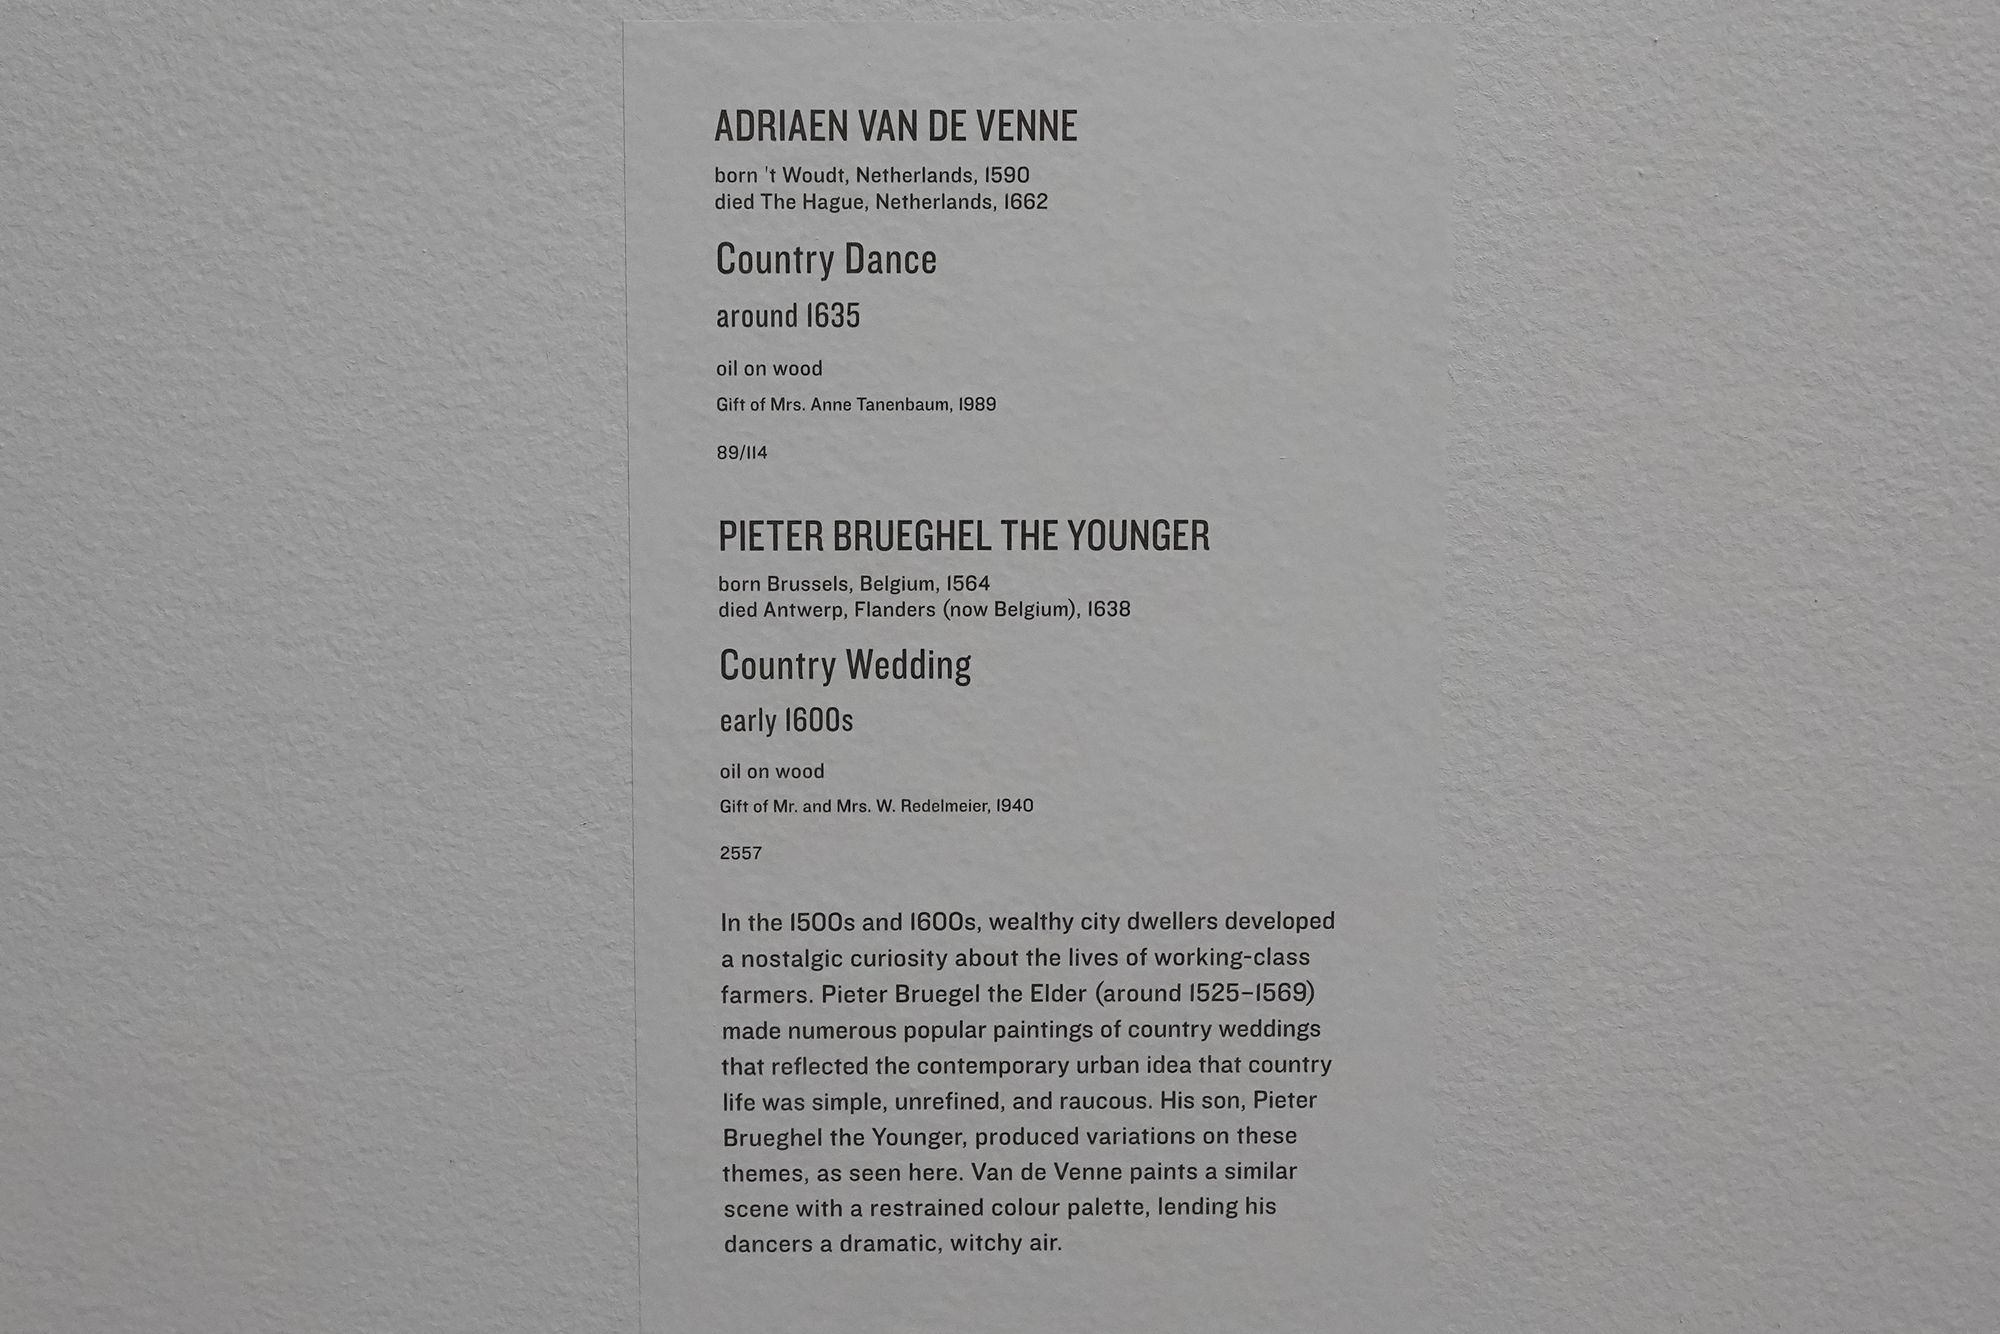 ADRIAEN VAN DE VENNE
born 't Woudt, Netherlands, 1590
died The Hague, Netherlands, 1662
Country Dance
around 1635
oil on wood
Gift of Mrs. Anne Tanenbaum, 1989
89/114
PIETER BRUEGHEL THE YOUNGER
born Brussels, Belgium, 1564
died Antwerp, Flanders (now Belgium), 1638
Country Wedding
early 1600s
oil on wood
Gift of Mr. and Mrs. W. Redelmeier, 1940
2557
In the 1500s and 1600s, wealthy city dwellers developed
a nostalgic curiosity about the lives of working-class
farmers. Pieter Bruegel the Elder (around 1525–1569)
made numerous popular paintings of country weddings
that reflected the contemporary urban idea that country
life was simple, unrefined, and raucous. His son, Pieter
Brueghel the Younger, produced variations on these
themes, as seen here. Van de Venne paints a similar
scene with a restrained colour palette, lending his
dancers a dramatic, witchy air.